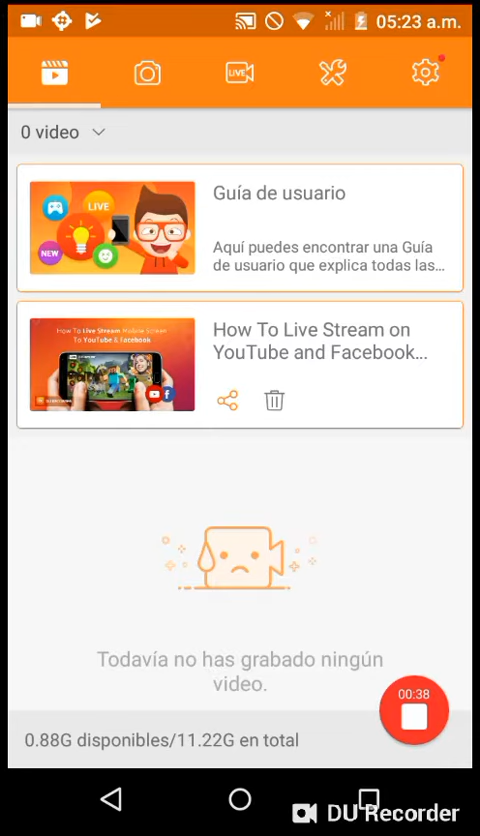 05:23 a.m.
LIVE
0 video
LIVE
NEW
Guía de usuario
Aquí puedes encontrar una Guía
de usuario que explica todas las...
How To Live Stream Mobile Screen
To YouTube & Facebook
How To Live Stream on
YouTube and Facebook...
Todavía no has grabado ningún
video.
00:38
0.88G disponibles/11.22G en total
DU Recorder